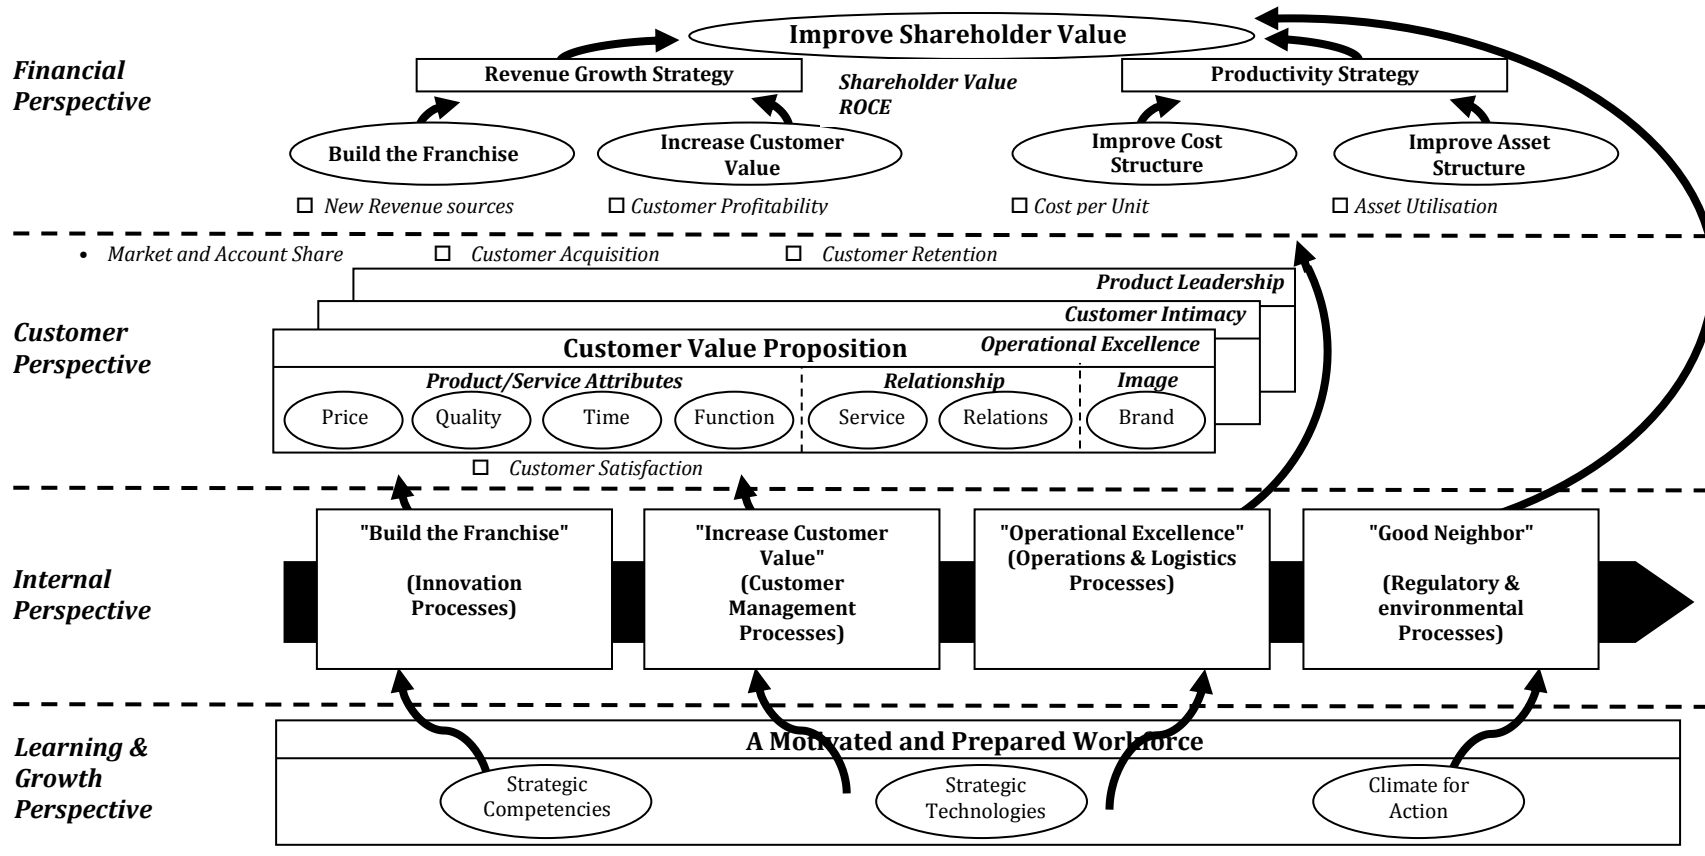 Improve Shareholder Value
Financial
Perspective
Revenue Growth Strategy
Shareholder Value
ROCE
Productivity Strategy
Build the Franchise
Increase Customer
Value
Improve Cost
Structure
Improve Asset
Structure
☐ New Revenue sources
☐ Customer Profitability
☐ Cost per Unit
☐ Asset Utilisation
• Market and Account Share
☐ Customer Acquisition
☐ Customer Retention
Customer
Perspective
Product Leadership
Customer Intimacy
Operational Excellence
Customer Value Proposition
Product/Service Attributes
Relationship
Image
Price
Quality
Time
Function
Service
Relations
Brand
☐ Customer Satisfaction
Internal
Perspective
"Build the Franchise"
(Innovation
Processes)
"Increase Customer
Value"
(Customer
Management
Processes)
"Operational Excellence"
(Operations & Logistics
Processes)
"Good Neighbor"
(Regulatory &
environmental
Processes)
Learning &
Growth
Perspective
A Motivated and Prepared Workforce
Strategic
Competencies
Strategic
Technologies
Climate for
Action